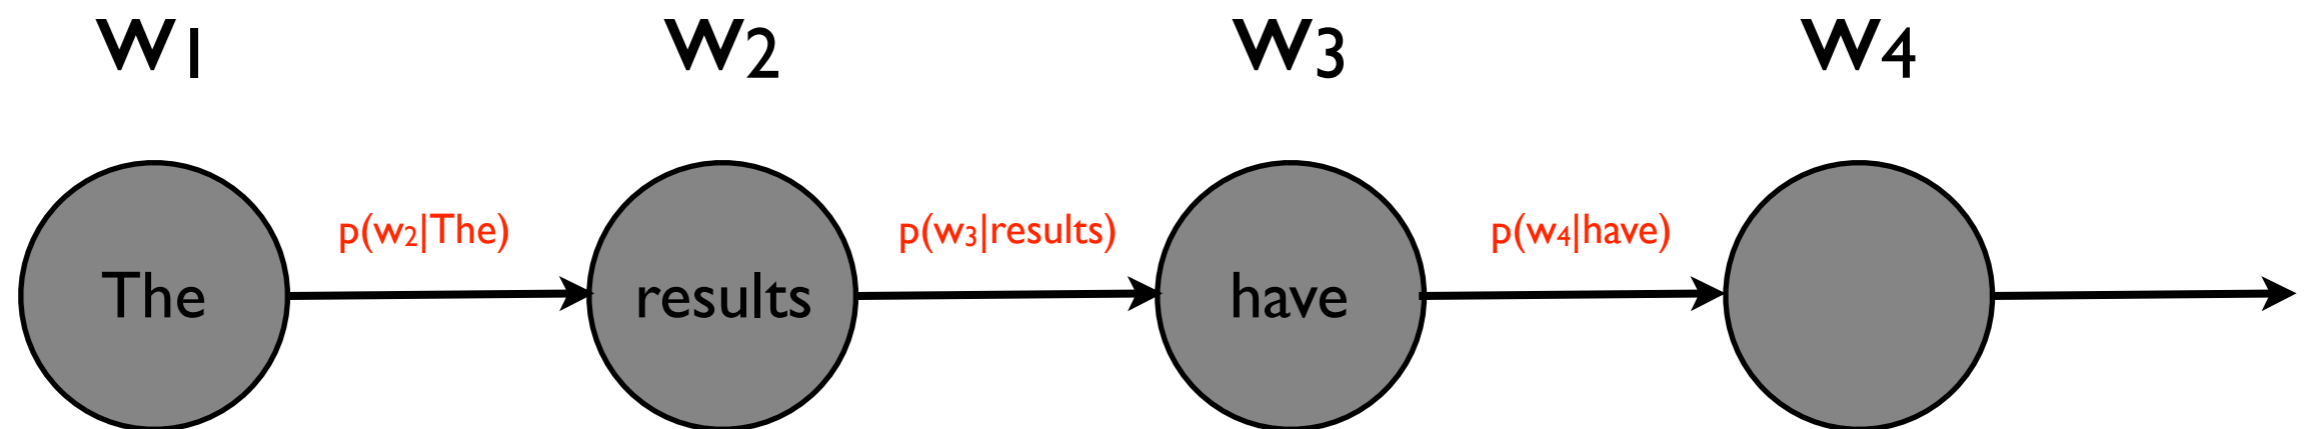 w1 w2 w3 w4
p(w2|The) p(w3|results) p(w4|have)
The results have